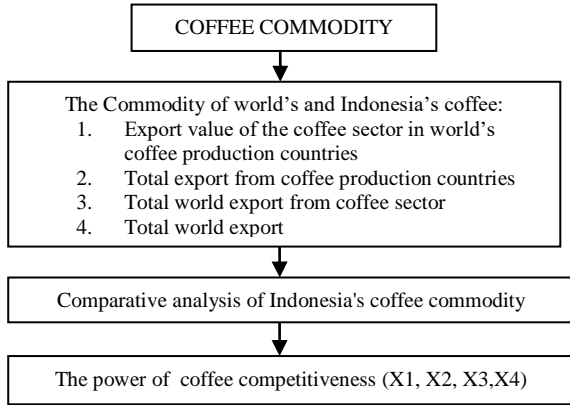 COFFEE COMMODITY
The Commodity of world's and Indonesia's coffee:
1. Export value of the coffee sector in world's
coffee production countries
2. Total export from coffee production countries
3. Total world export from coffee sector
4. Total world export
Comparative analysis of Indonesia's coffee commodity
The power of coffee competitiveness (X1, X2, X3,X4)